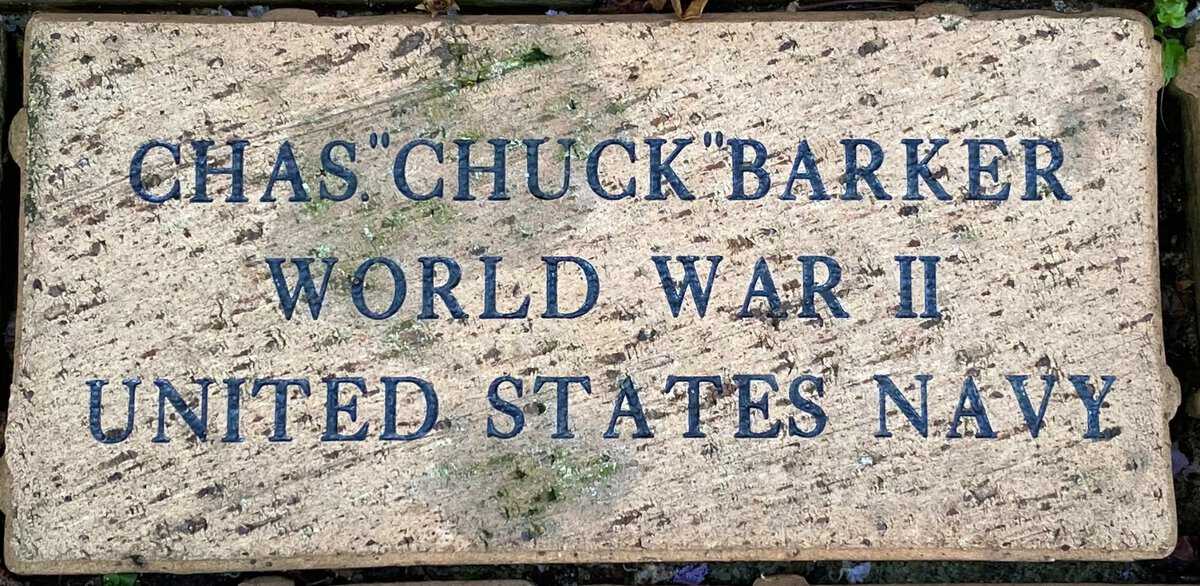 CHAS."CHUCK"BARKER
WORLD WAR II
UNITED STATES NAVY